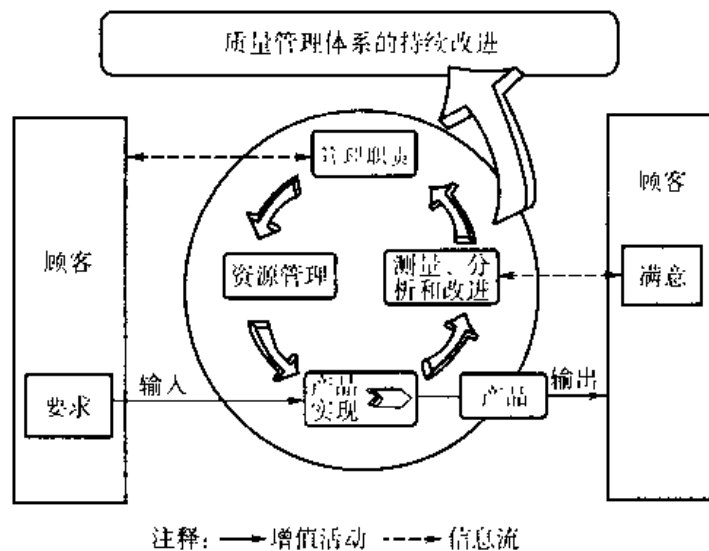 质量管理体系的持续改进
管理职责
顾客
顾客
资源管理
测量、分
析和改进
满意
要求
输入
产品
实现
产品
输出
注释：增值活动 信息流